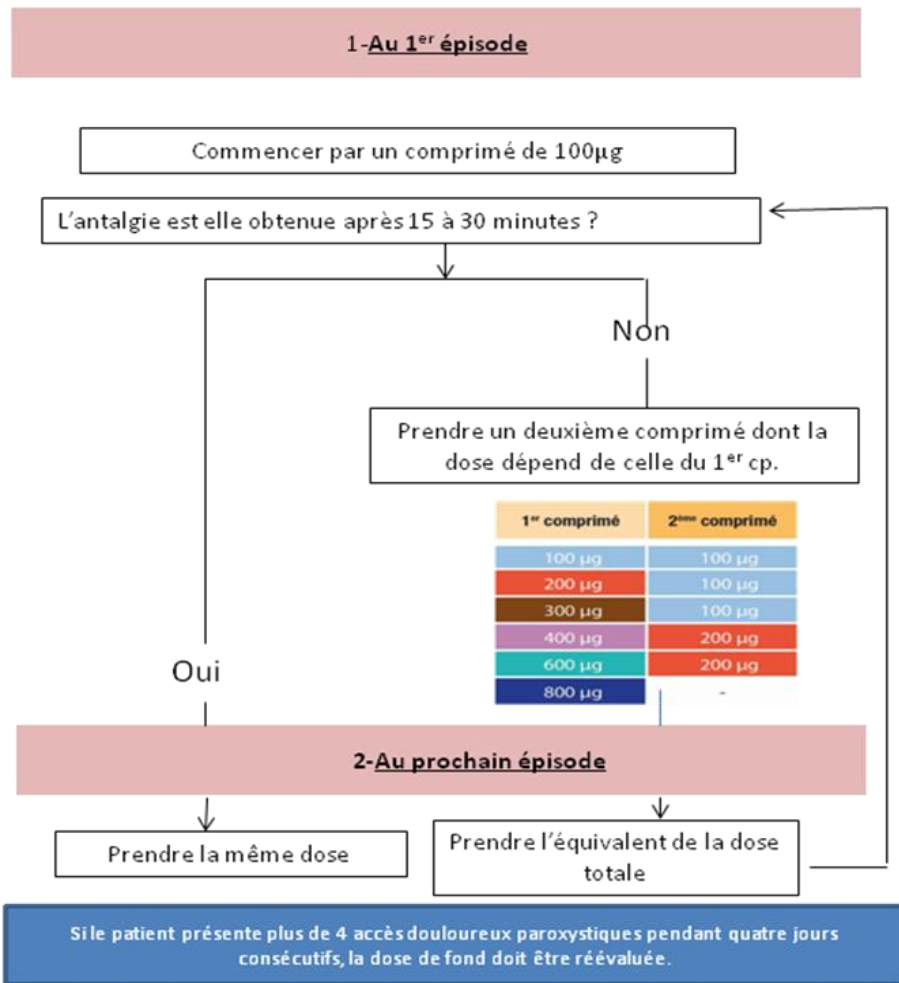 1-Au 1er épisode
Commencer par un comprimé de 100µg
L'antalgie est elle obtenue après 15 à 30 minutes ?
Non
Prendre un deuxième comprimé dont la
dose dépend de celle du 1er cp.
1er comprimé 2ème comprimé
100 µg 100 µg
200 µg 100 µg
300 µg 100 µg
400 µg 200 µg
600 µg 200 µg
800 µg -
Oui
2-Au prochain épisode
Prendre la même dose
Prendre l'équivalent de la dose
totale
Si le patient présente plus de 4 accès douloureux paroxystiques pendant quatre jours
consécutifs, la dose de fond doit être réévaluée.